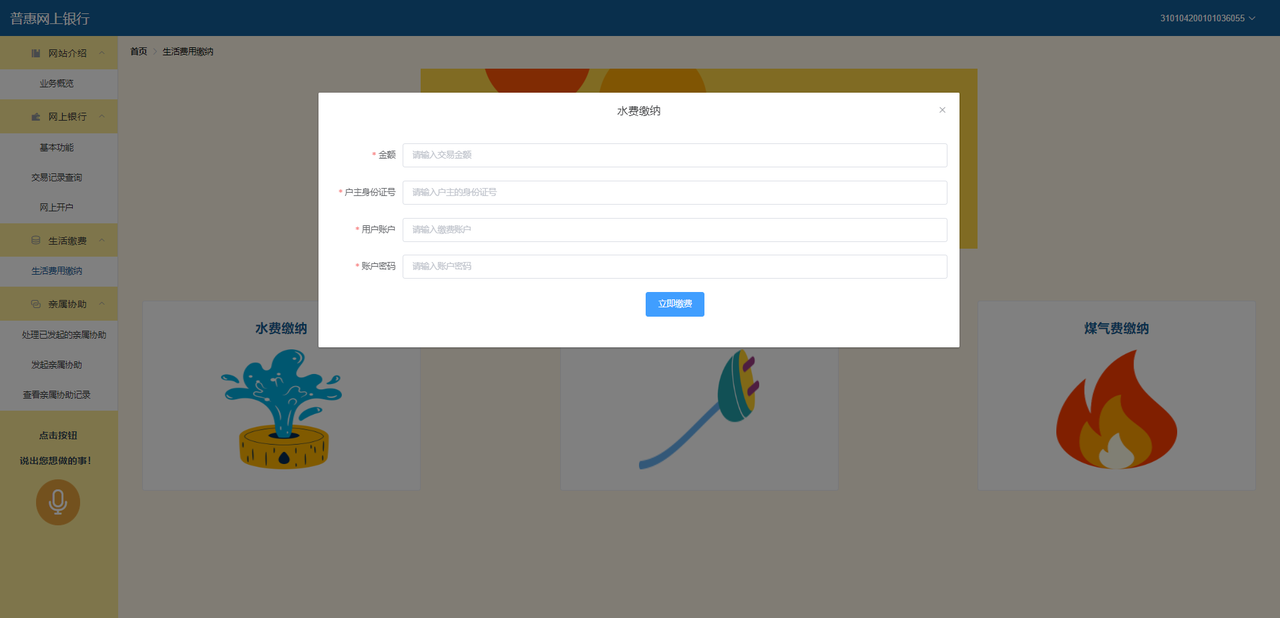 普惠网上银行
310104200101036055
网站介绍
业务概览
网上银行
基本功能
交易记录查询
网上开户
生活缴费
生活费用缴纳
亲属协助
处理已发起的亲属协助
发起亲属协助
查看亲属协助记录
点击按钮
说出您想做的事!
首页 > 生活费用缴纳
水费缴纳
* 金额 请输入交易金额
* 户主身份证号 请输入户主的身份证号
* 用户账户 请输入缴费账户
* 账户密码 请输入账户密码
立即缴费
水费缴纳
煤气费缴纳